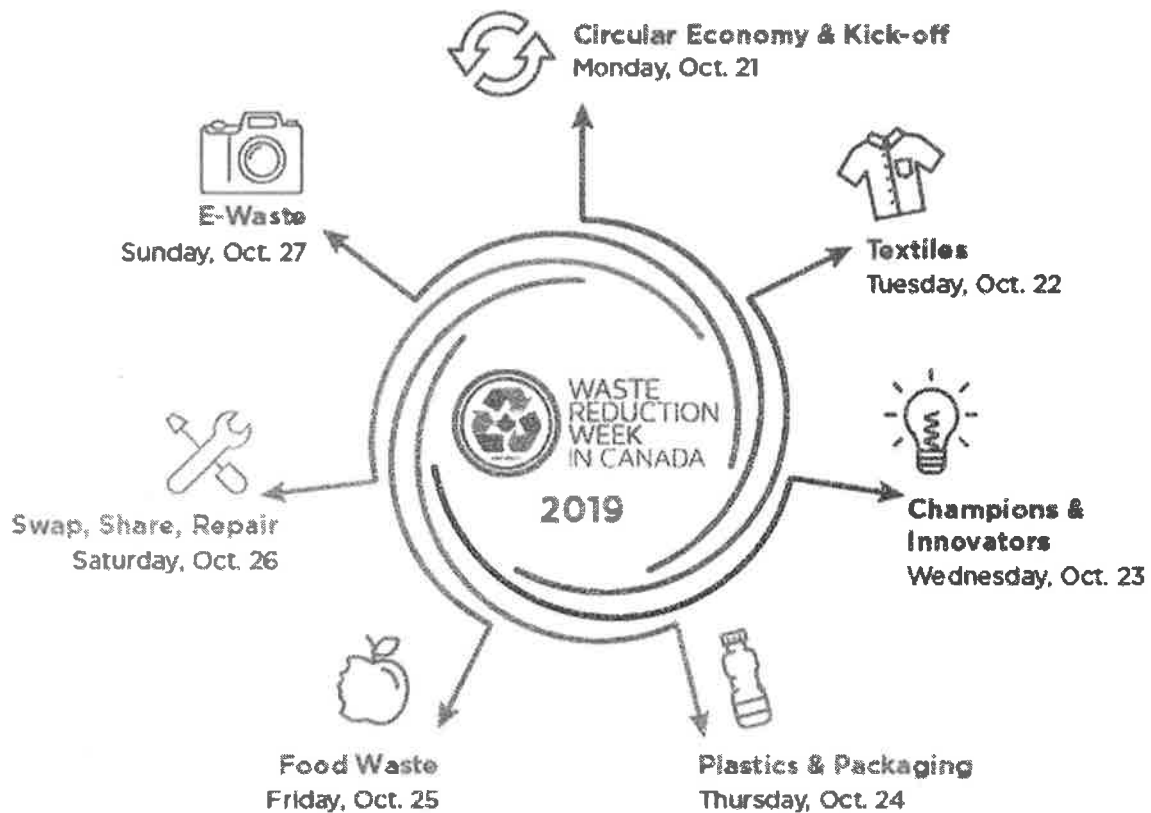 Circular Economy & Kick-off
Monday, Oct. 21
Textiles
Tuesday, Oct. 22
Champions &
Innovators
Wednesday, Oct. 23
Plastics & Packaging
Thursday, Oct. 24
Food Waste
Friday, Oct. 25
Swap, Share, Repair
Saturday, Oct. 26
E-Waste
Sunday, Oct. 27
WASTE
REDUCTION
WEEK
IN CANADA
2019